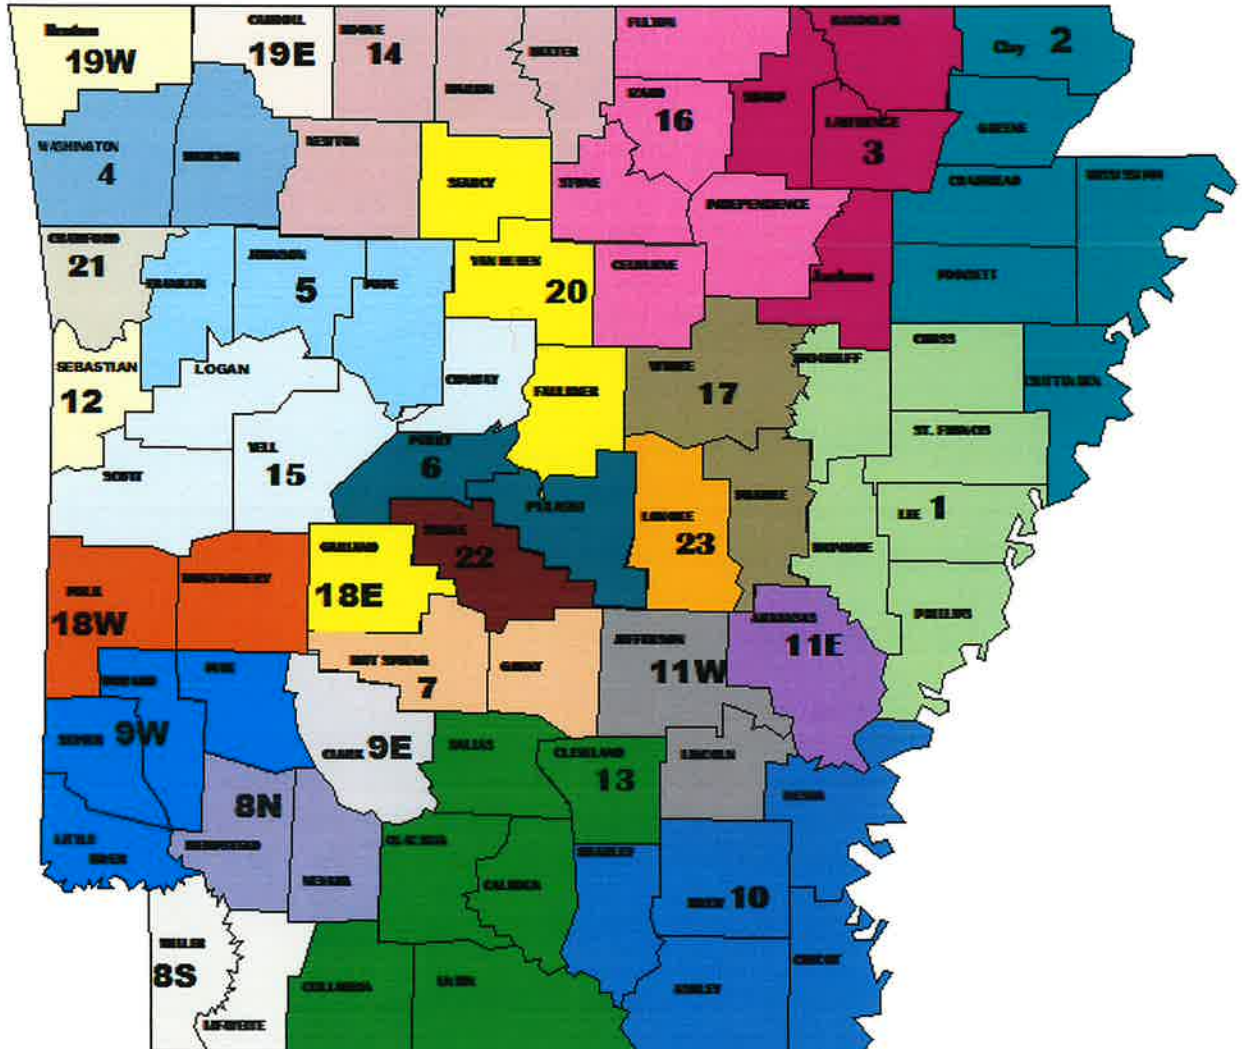 Benton
19W
CARROLL
19E
BOONE
14
MARION
BAXTER
FULTON
RANDOLPH
Clay 2
IZARD
16
SHARP
LAWRENCE
3
GREENE
WASHINGTON
4
MADISON
NEWTON
SEARCY
STONE
INDEPENDENCE
CRAIGHEAD
MISSISSIPPI
CRAWFORD
21
FRANKLIN
JOHNSON
5
POPE
VAN BUREN
20
CLEBURNE
Jackson
POINSETT
SEBASTIAN
12
LOGAN
CONWAY
FAULKNER
WHITE
17
WOODRUFF
CROSS
CRITTENDEN
SCOTT
YELL
15
PERRY
6
PULASKI
LONOKE
23
PRAIRIE
ST. FRANCIS
LEE 1
MONROE
PHILLIPS
POLK
18W
MONTGOMERY
GARLAND
18E
SALINE
22
HOT SPRING
7
GRANT
JEFFERSON
11W
ARKANSAS
11E
HOWARD
PIKE
SEVIER 9W
CLARK 9E
DALLAS
CLEVELAND
13
LINCOLN
DESHA
LITTLE
RIVER
8N
HEMPSTEAD
NEVADA
OUACHITA
CALHOUN
BRADLEY
DREW 10
CHICOT
MILLER
8S
LAFAYETTE
COLUMBIA
UNION
ASHLEY